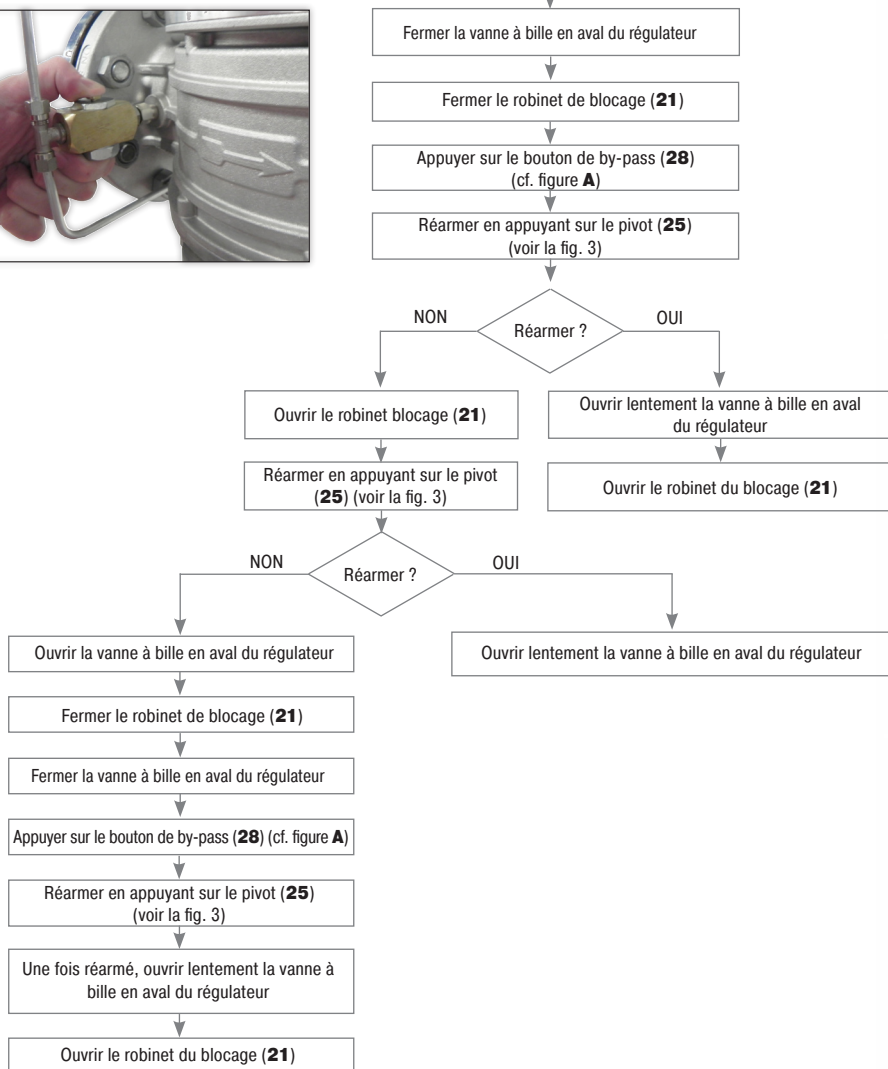 Fermer la vanne à bille en aval du régulateur
Fermer le robinet de blocage (21)
Appuyer sur le bouton de by-pass (28)
(cf. figure A)
Réarmer en appuyant sur le pivot (25)
(voir la fig. 3)
Réarmer ?
NON
OUI
Ouvrir le robinet blocage (21)
Réarmer en appuyant sur le pivot
(25) (voir la fig. 3)
Ouvrir lentement la vanne à bille en aval
du régulateur
Ouvrir le robinet du blocage (21)
Réarmer ?
NON
OUI
Ouvrir la vanne à bille en aval du régulateur
Fermer le robinet de blocage (21)
Fermer la vanne à bille en aval du régulateur
Appuyer sur le bouton de by-pass (28) (cf. figure A)
Réarmer en appuyant sur le pivot (25)
(voir la fig. 3)
Une fois réarmé, ouvrir lentement la vanne à
bille en aval du régulateur
Ouvrir le robinet du blocage (21)
Ouvrir lentement la vanne à bille en aval du régulateur